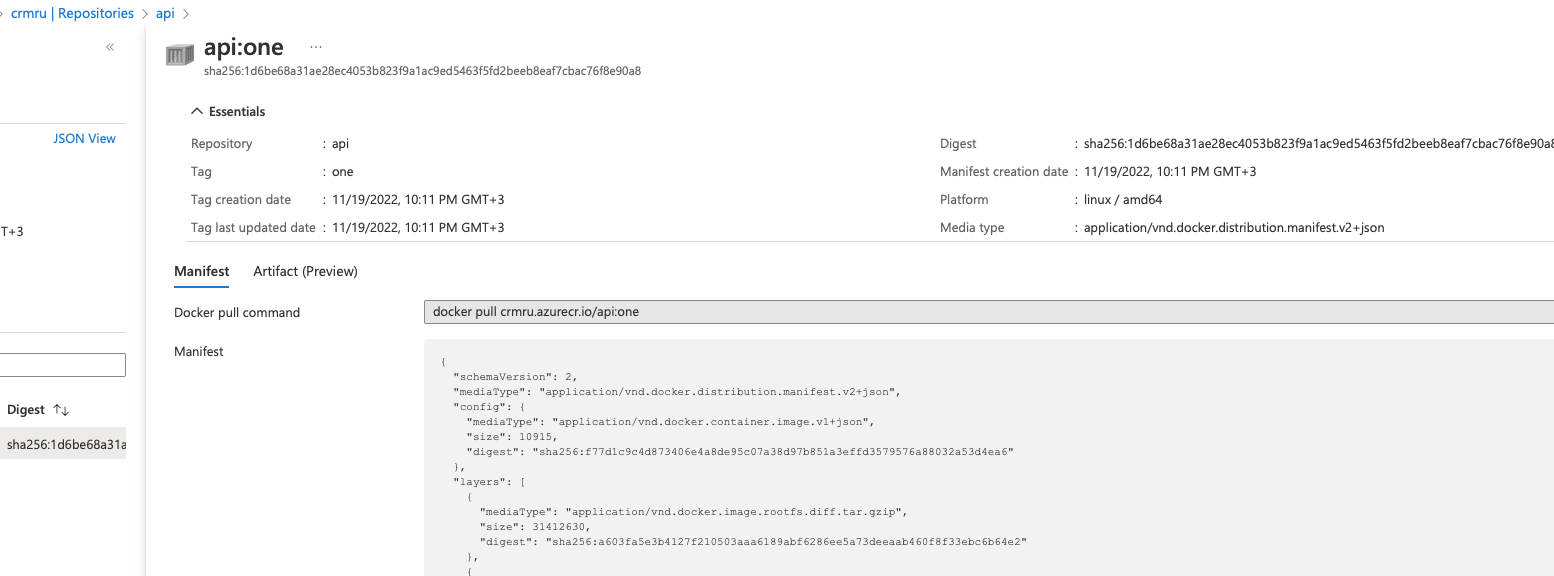 crmru | Repositories > api >
«
api:one ...
sha256:1d6be68a31ae28ec4053b823f9a1ac9ed5463f5fd2beeb8eaf7cbac76f8e90a8
JSON View
T+3
Digest ↑↓
sha256:1d6be68a31a
Essentials
Repository : api
Tag : one
Tag creation date : 11/19/2022, 10:11 PM GMT+3
Tag last updated date : 11/19/2022, 10:11 PM GMT+3
Digest : sha256:1d6be68a31ae28ec4053b823f9a1ac9ed5463f5fd2beeb8eaf7cbac76f8e90a8
Manifest creation date : 11/19/2022, 10:11 PM GMT+3
Platform : linux / amd64
Media type : application/vnd.docker.distribution.manifest.v2+json
Manifest Artifact (Preview)
Docker pull command docker pull crmru.azurecr.io/api:one
Manifest
{
"schemaVersion": 2,
"mediaType": "application/vnd.docker.distribution.manifest.v2+json",
"config": {
"mediaType": "application/vnd.docker.container.image.v1+json",
"size": 10915,
"digest": "sha256:f77d1c9c4d873406e4a8de95c07a38d97b851a3effd3579576a88032a53d4ea6"
},
"layers": [
{
"mediaType": "application/vnd.docker.image.rootfs.diff.tar.gzip",
"size": 31412630,
"digest": "sha256:a603fa5e3b4127f210503aaa6189abf6286ee5a73deeaab460f8f33ebc6b64e2"
},
{